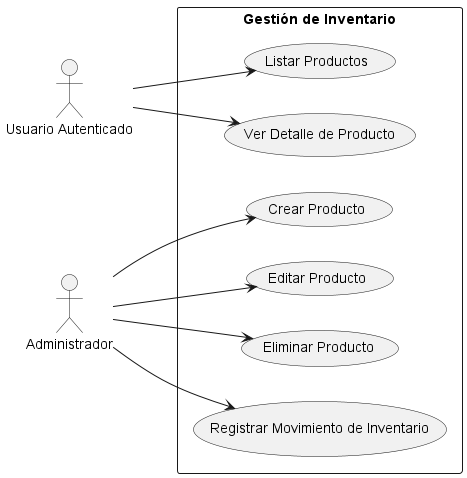 Gestión de Inventario
Listar Productos
Usuario Autenticado
Ver Detalle de Producto
Crear Producto
Editar Producto
Administrador
Eliminar Producto
Registrar Movimiento de Inventario